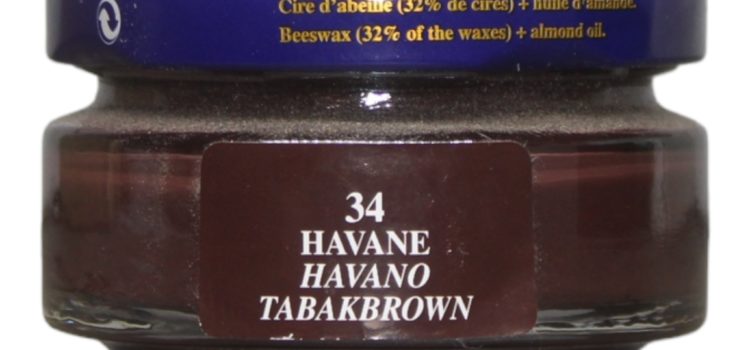 Cire d'abeille (32% de cires) + huile d'amande.
Beeswax (32% of the waxes) + almond oil.
34
HAVANE
HAVANO
TABAKBROWN